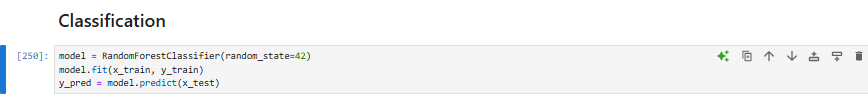 Classification
[250]: model = RandomForestClassifier(random_state=42)
model.fit(x_train, y_train)
y_pred = model.predict(x_test)